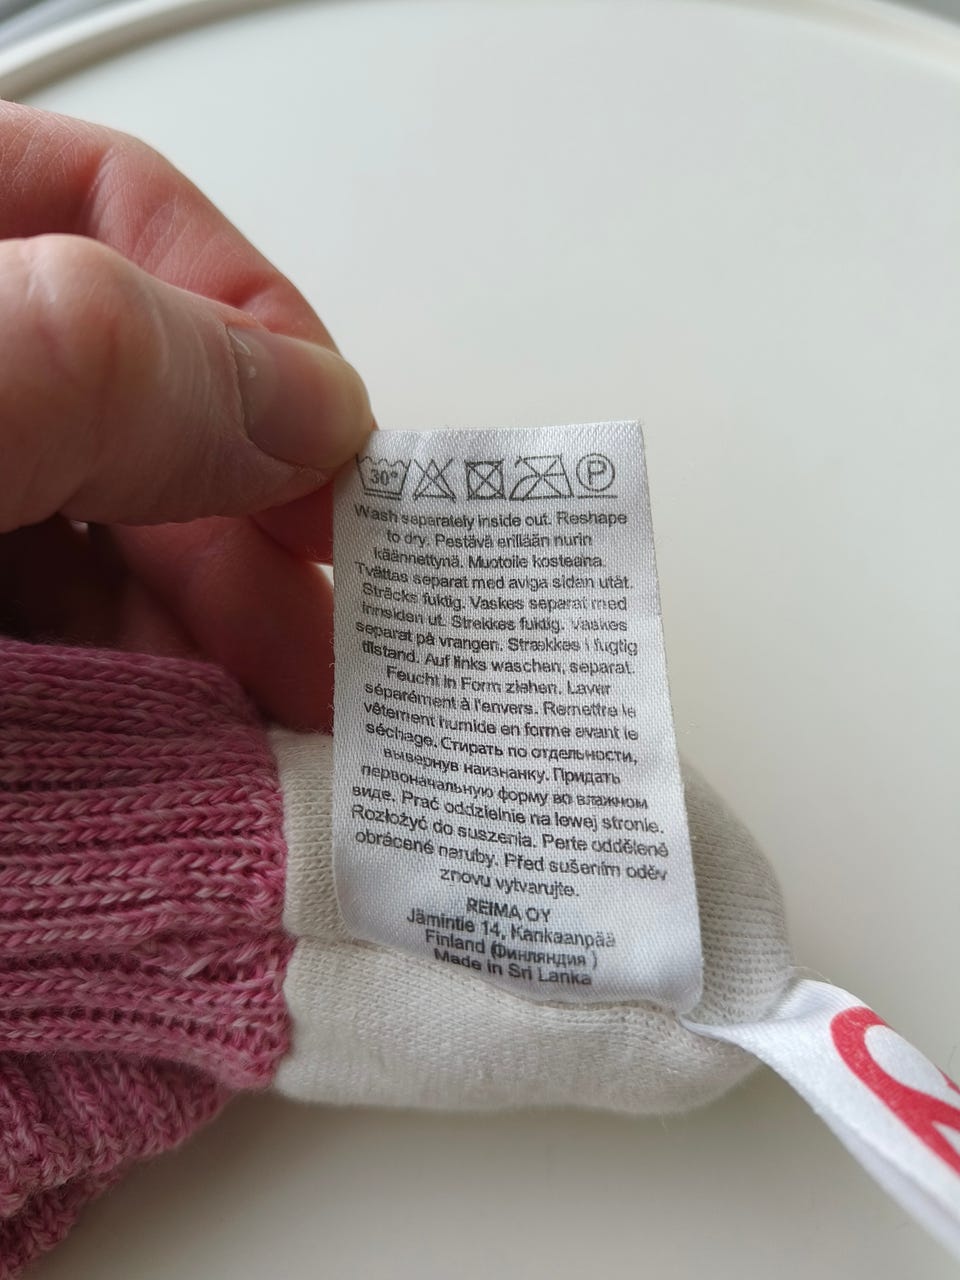 30°
P
Wash separately inside out. Reshape
to dry. Pestävä erillään nurin
käännettynä. Muotoile kosteana.
Tvättas separat med aviga sidan utåt.
Sträcks fuktig. Vaskes separat med
innsiden ut. Strekkes fuktig. Vaskes
separat på vrangen. Strækkes i fugtig
tilstand. Auf links waschen, separat.
Feucht in Form ziehen. Laver
séparément à l'envers. Remettre le
vêtement humide en forme avant le
séchage. Стирать по отдельности,
вывернув наизнанку. Придать
первоначальную форму во влажном
виде. Prać oddzielnie na lewej stronie.
Rozłożyć do suszenia. Perte odděleně
obrácené naruby. Před sušením oděv
znovu vytvarujte.
REIMA OY
Jämintie 14, Kankaanpää
Finland (Финляндия )
Made in Sri Lanka